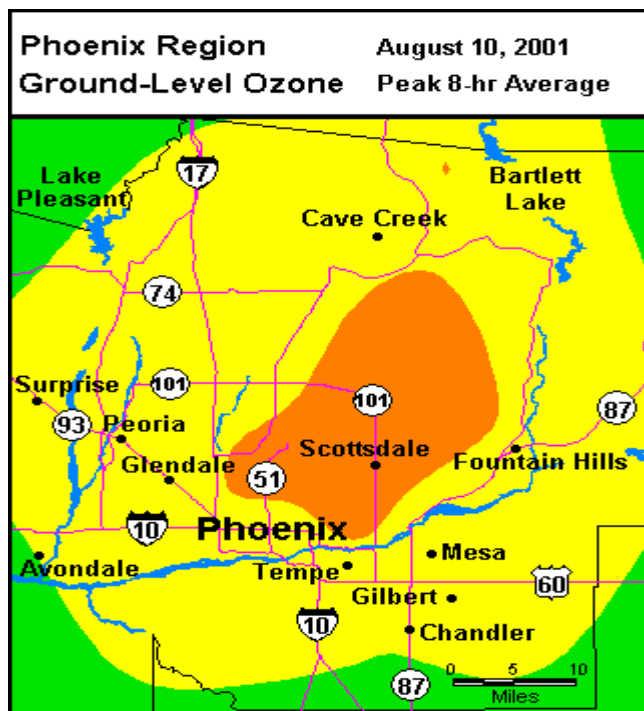 Phoenix Region
August 10, 2001
Ground-Level Ozone
Peak 8-hr Average
Lake
Pleasant
17
Bartlett
Lake
Cave Creek
74
Surprise
101
101
87
93
Peoria
Glendale
51
Scottsdale
Fountain Hills
10
Phoenix
Avondale
Tempe
Mesa
60
Gilbert
10
Chandler
87
0 5 10
Miles